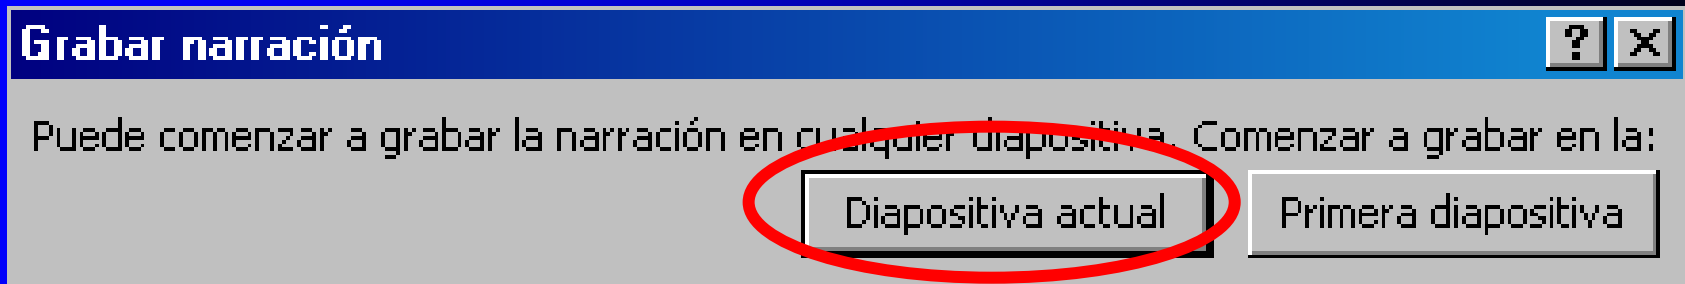 Grabar narración
Puede comenzar a grabar la narración en cualquier diapositiva. Comenzar a grabar en la:
Diapositiva actual Primera diapositiva